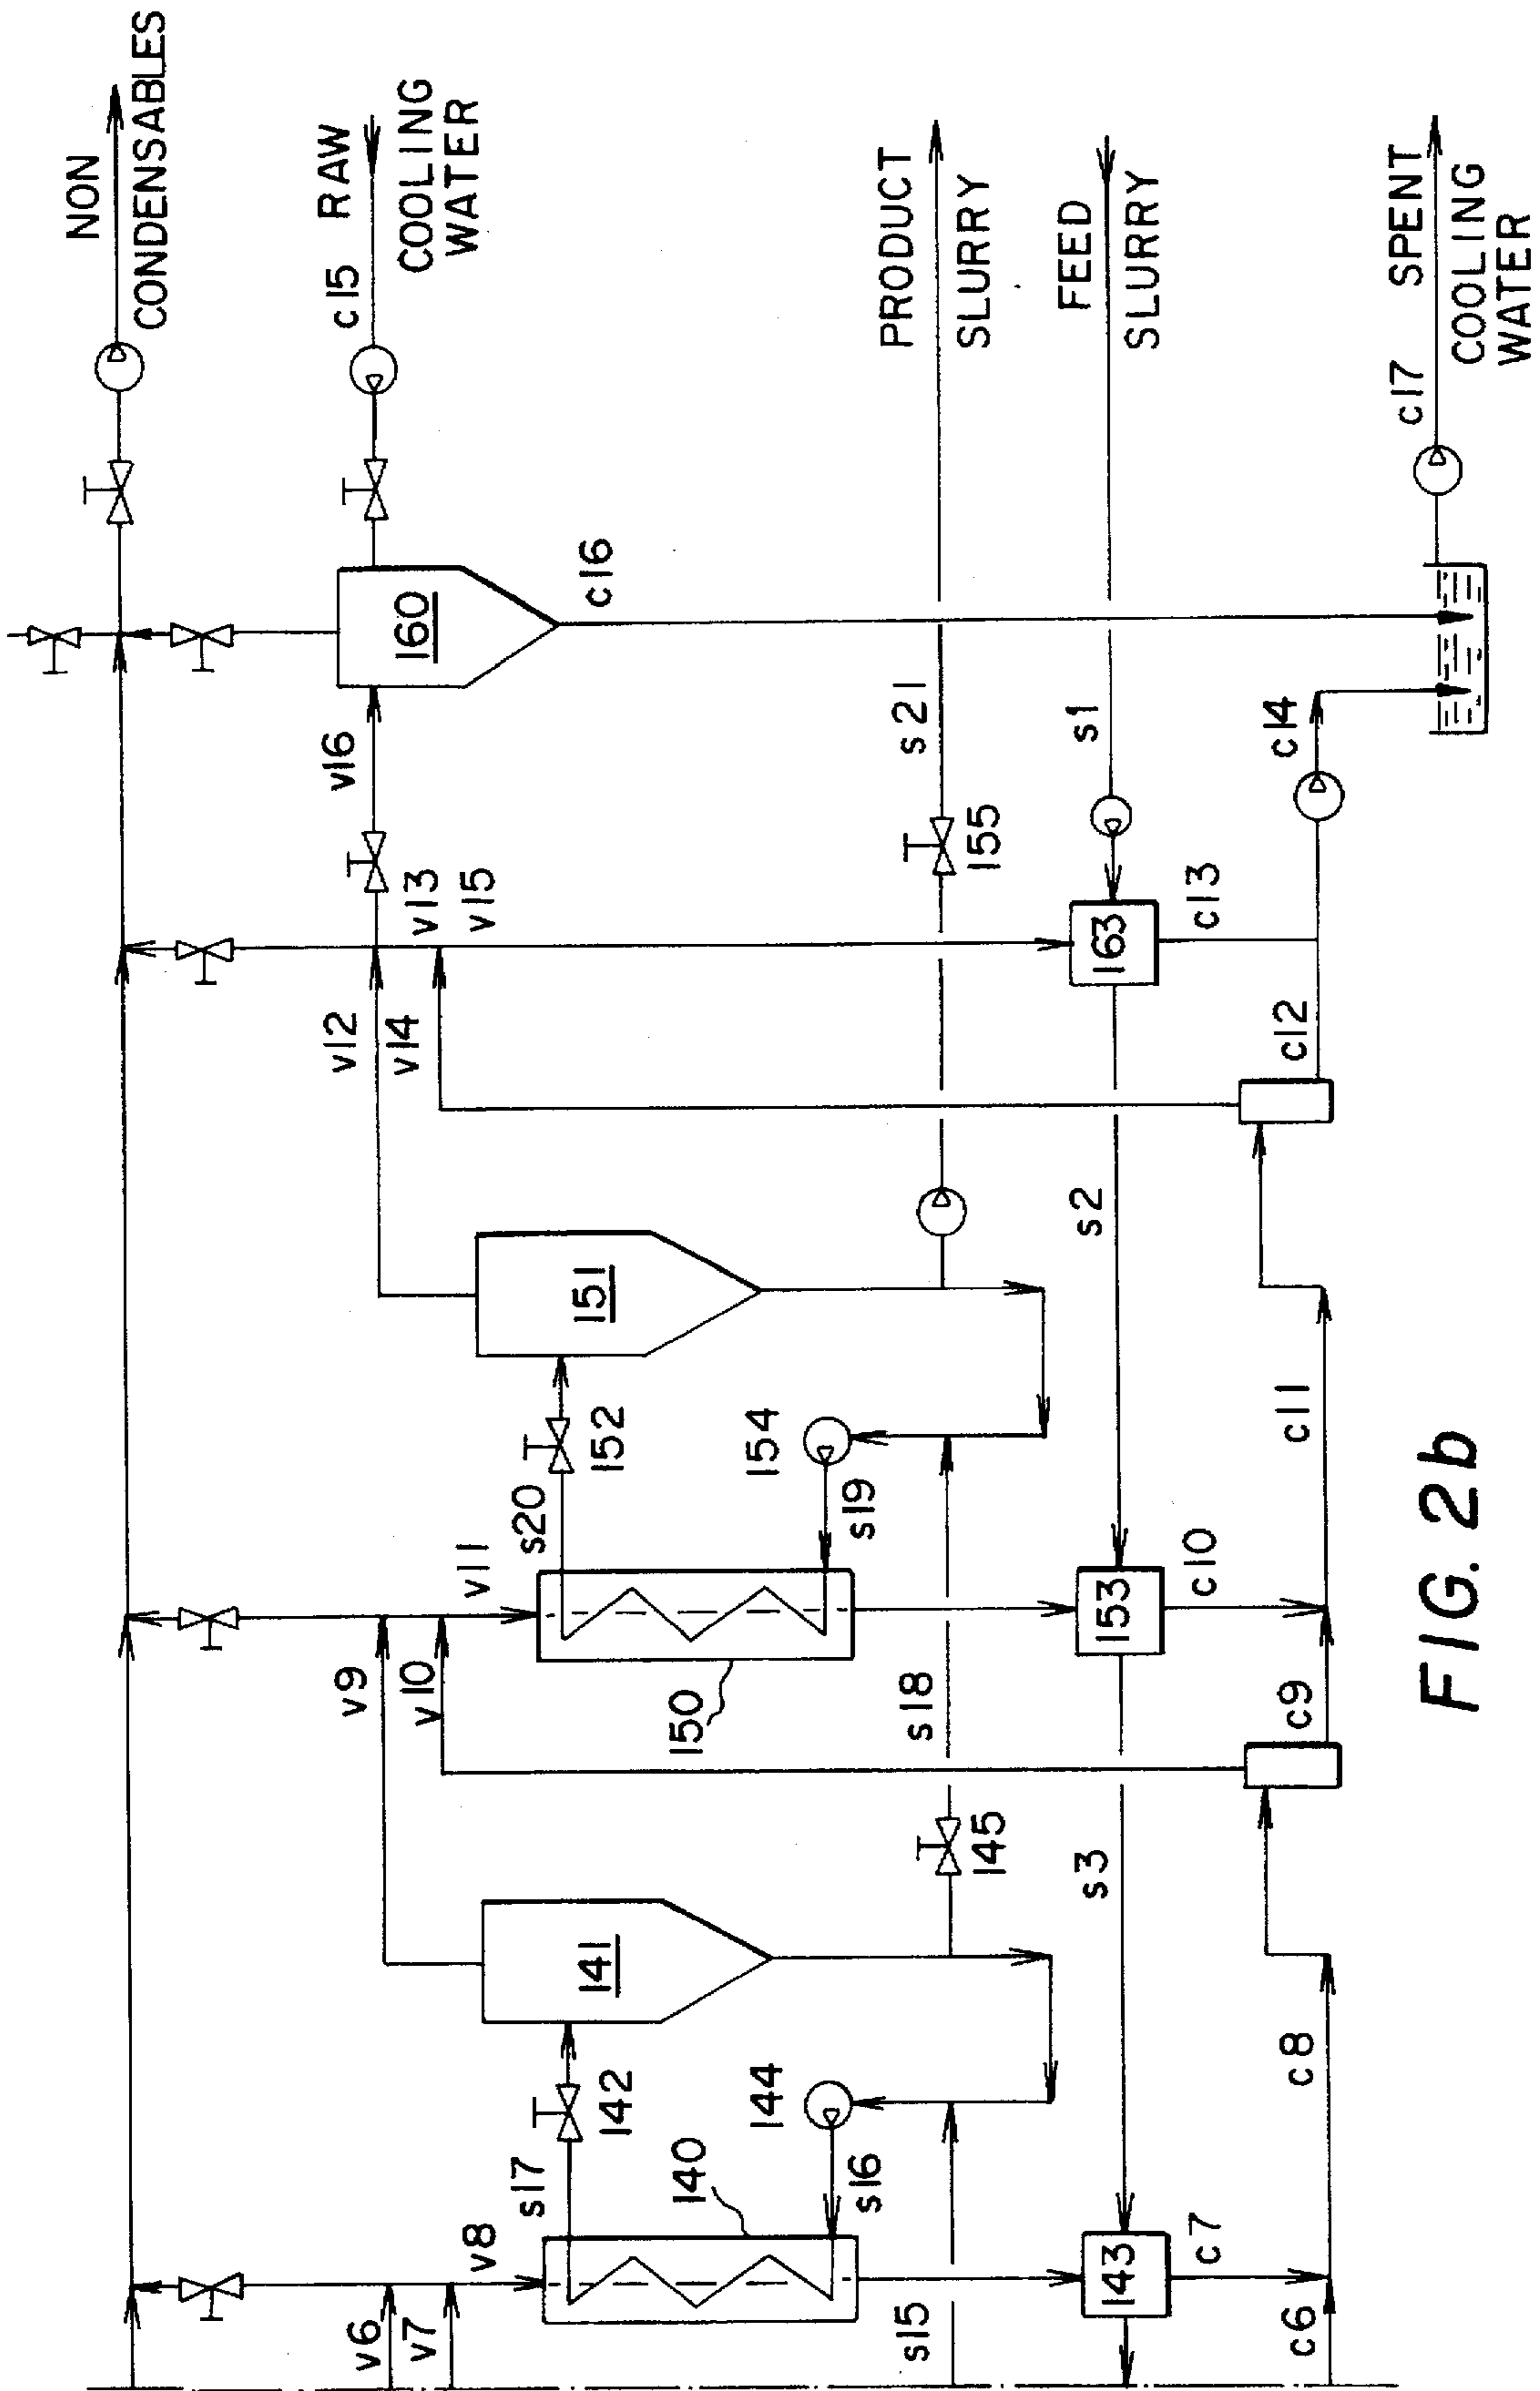 NON
CONDENSABLES
v6
v7
v8
v9
v10
v11
v12
v14
v13
v15
v16
160
c15 RAW
COOLING
WATER
s17
142
141
s20
152
151
c16
140
144
s16
150
154
s19
s15
145
s18
155
s21
PRODUCT
SLURRY
143
s3
153
s2
163
s1
FEED
SLURRY
c7
c10
c13
c6
c8
c9
c11
c12
c14
c17 SPENT
COOLING
WATER
FIG. 2b